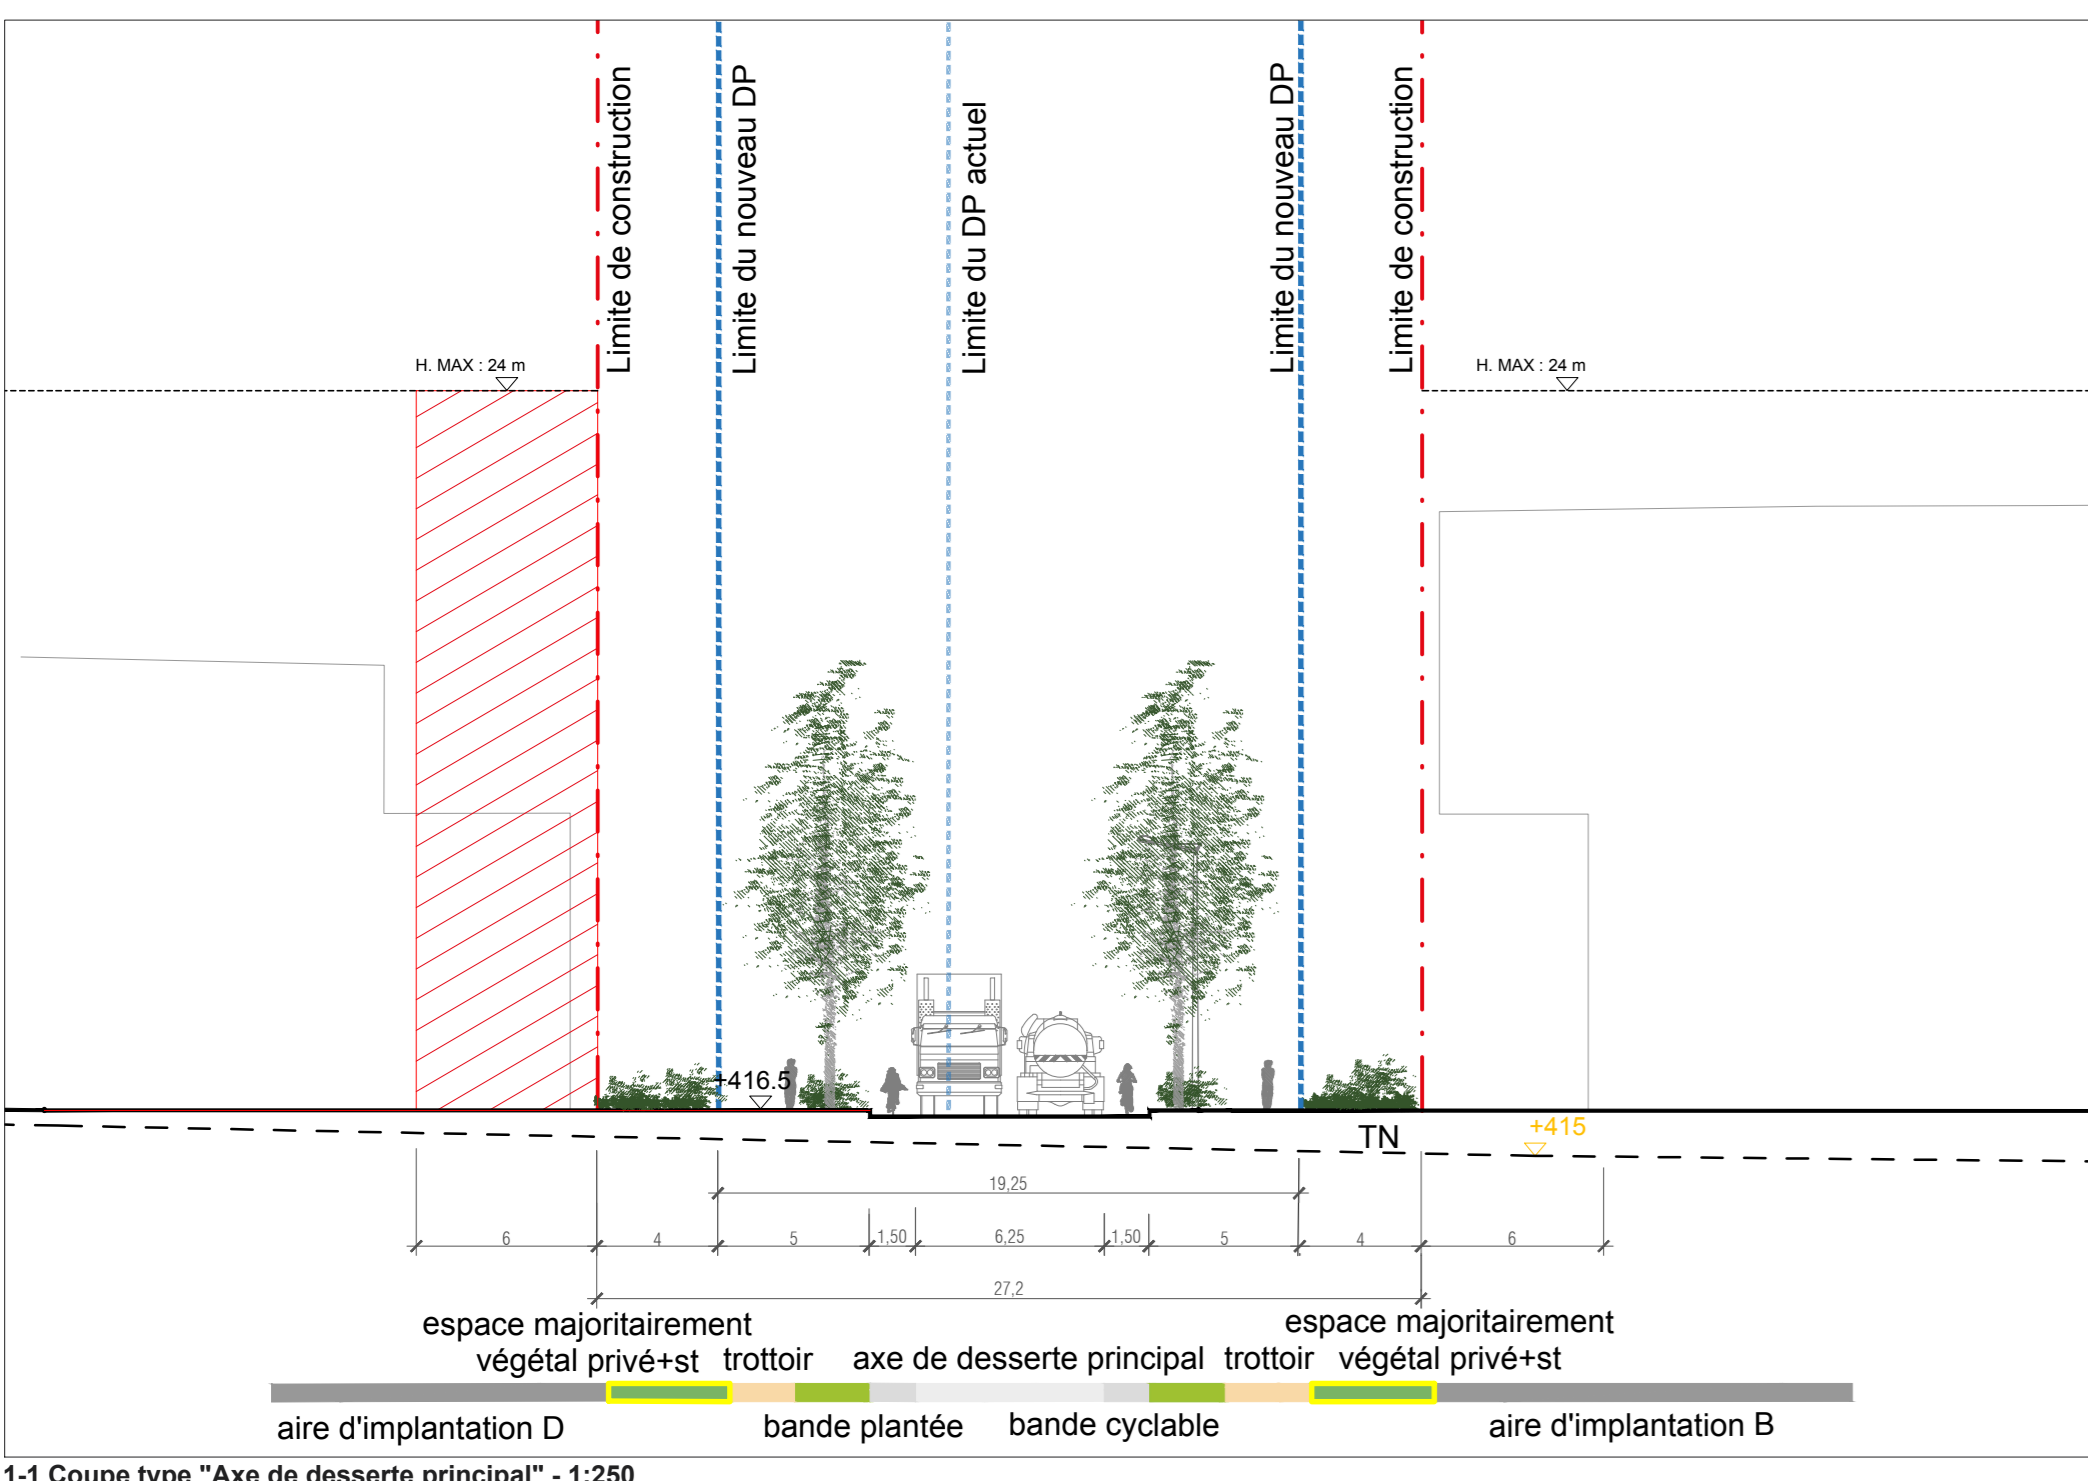 Limite de construction
Limite du nouveau DP
Limite du DP actuel
Limite du nouveau DP
Limite de construction
H. MAX : 24 m
H. MAX : 24 m
+416.5
TN
+415
19,25
6
4
5
1,50
6,25
1,50
5
4
6
27,2
espace majoritairement
végétal privé+st
trottoir
axe de desserte principal
trottoir
espace majoritairement
végétal privé+st
aire d'implantation D
bande plantée
bande cyclable
aire d'implantation B
1-1 Coupe type "Axe de desserte principal" - 1:250